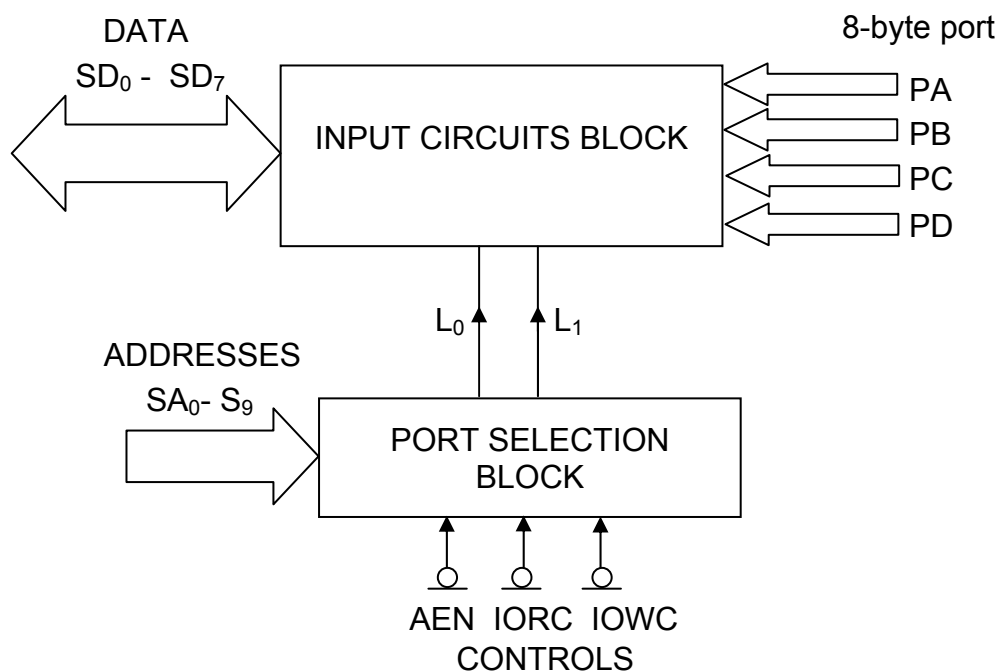 DATA
SD₀ - SD₇
8-byte port
INPUT CIRCUITS BLOCK
PA
PB
PC
PD
L₀
L₁
ADDRESSES
SA₀- S₉
PORT SELECTION
BLOCK
AEN IORC IOWC
CONTROLS